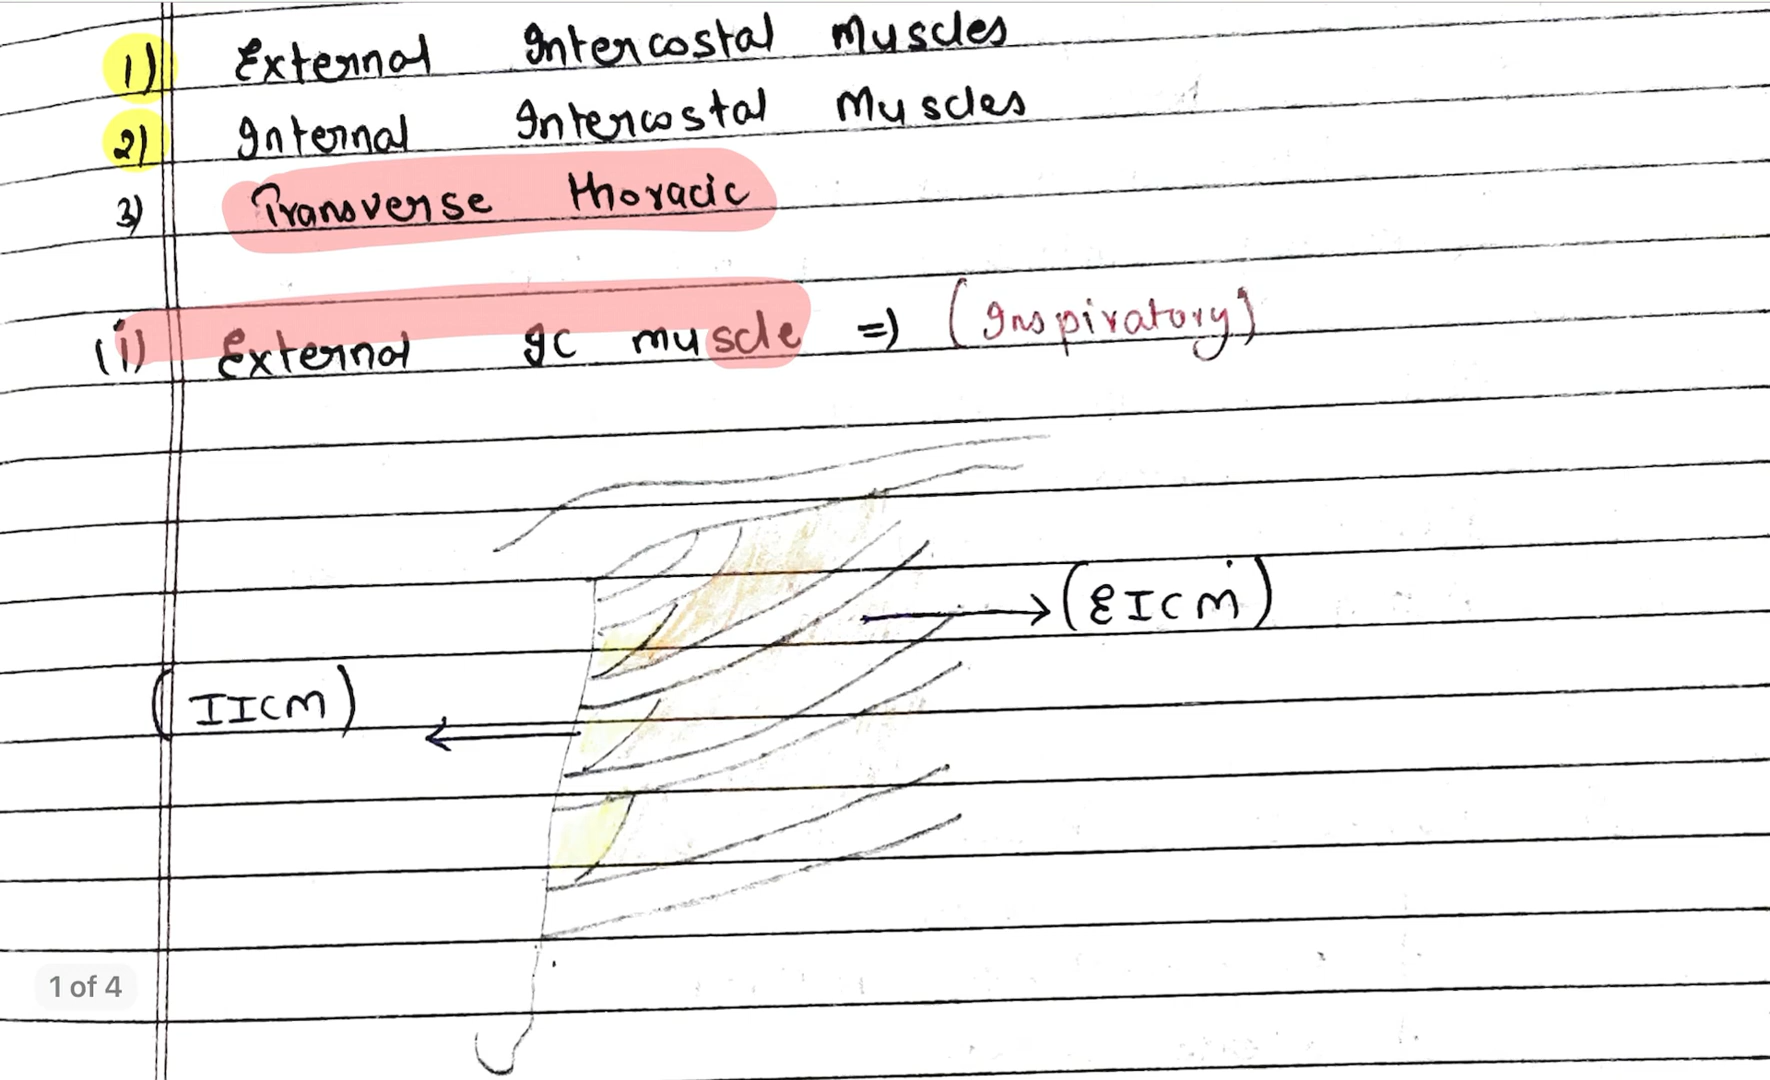 1) External Intercostal Muscles
2) Internal Intercostal Muscles
3) Transverse thoracic
(i) External IC muscle => (Inspiratory)
(EICM)
(IICM)
1 of 4